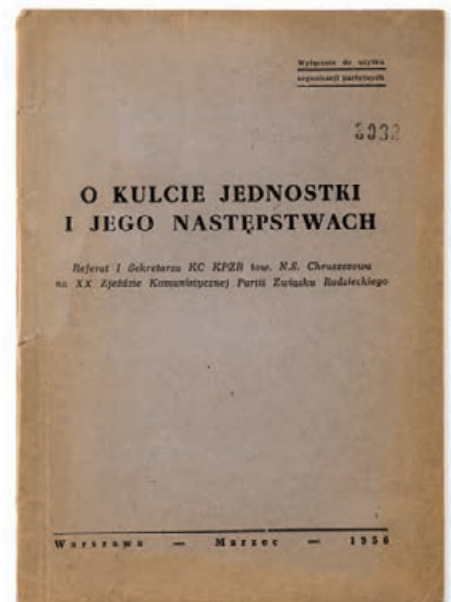 Wyłącznie do użytku
organizacji partyjnych
O KULCIE JEDNOSTKI
I JEGO NASTĘPSTWACH
Referat I Sekretarza KC KPZR tow. N.S. Chruszczowa
na XX Zjeździe Komunistycznej Partii Związku Radzieckiego
Warszawa — Marzec — 1956